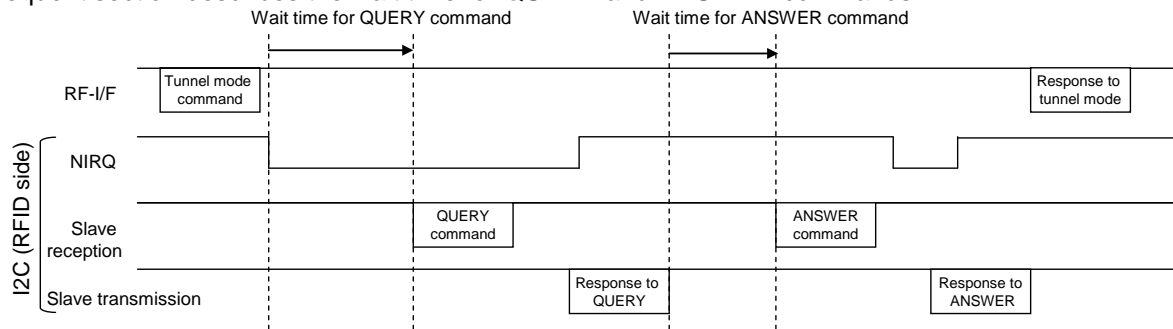 Wait time for QUERY command
Wait time for ANSWER command
RF-I/F
Tunnel mode
command
Response to
tunnel mode
NIRQ
I2C (RFID side)
Slave
reception
QUERY
command
ANSWER
command
Slave transmission
Response to
QUERY
Response to
ANSWER